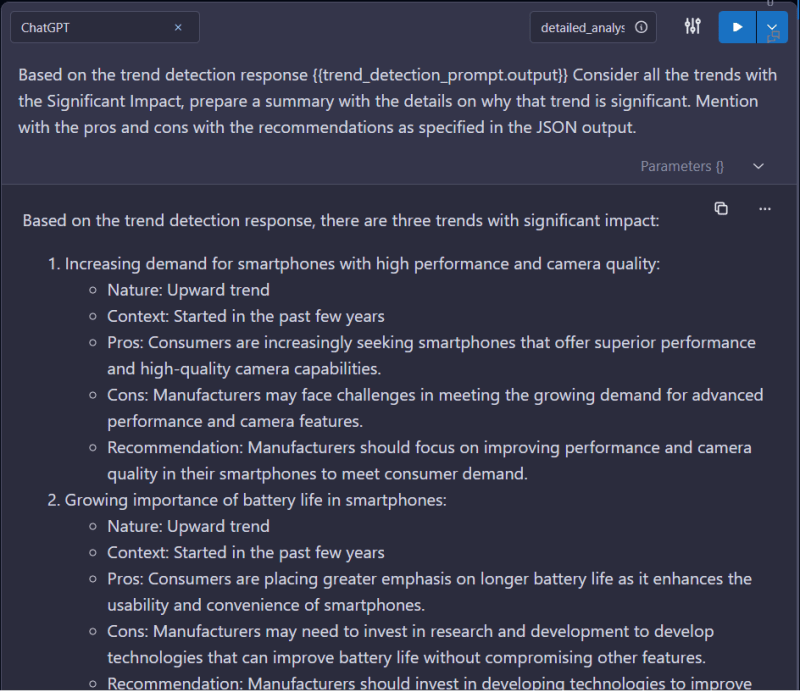 ChatGPT
detailed_analys
Based on the trend detection response {{trend_detection_prompt.output}} Consider all the trends with
the Significant Impact, prepare a summary with the details on why that trend is significant. Mention
with the pros and cons with the recommendations as specified in the JSON output.
Parameters {}
Based on the trend detection response, there are three trends with significant impact:
1. Increasing demand for smartphones with high performance and camera quality:
Nature: Upward trend
Context: Started in the past few years
Pros: Consumers are increasingly seeking smartphones that offer superior performance
and high-quality camera capabilities.
Cons: Manufacturers may face challenges in meeting the growing demand for advanced
performance and camera features.
Recommendation: Manufacturers should focus on improving performance and camera
quality in their smartphones to meet consumer demand.
2. Growing importance of battery life in smartphones:
Nature: Upward trend
Context: Started in the past few years
Pros: Consumers are placing greater emphasis on longer battery life as it enhances the
usability and convenience of smartphones.
Cons: Manufacturers may need to invest in research and development to develop
technologies that can improve battery life without compromising other features.
Recommendation: Manufacturers should invest in developing technologies to improve